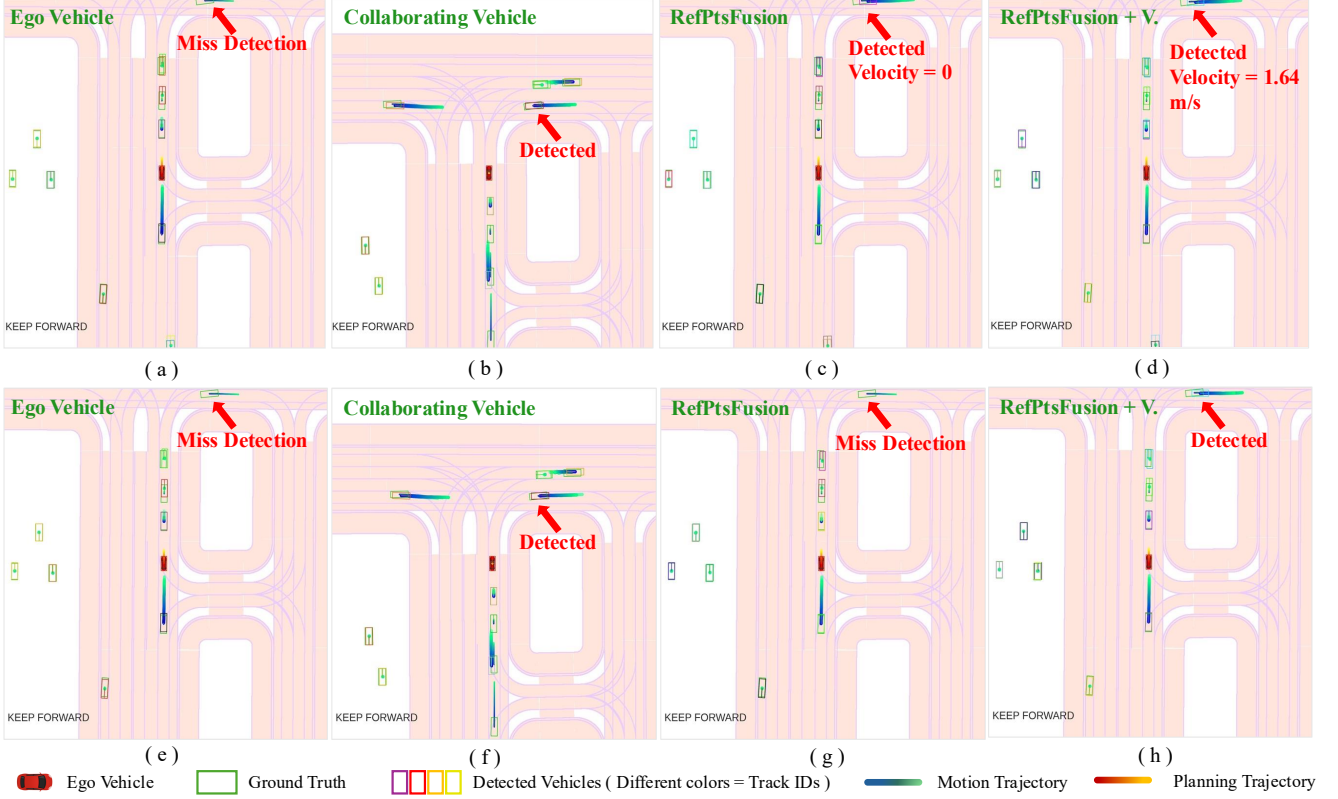 Ego Vehicle
Miss Detection
KEEP FORWARD
( a )
Collaborating Vehicle
Detected
KEEP FORWARD
( b )
RefPtsFusion
Detected
Velocity = 0
KEEP FORWARD
( c )
RefPtsFusion + V.
Detected
Velocity = 1.64
m/s
KEEP FORWARD
( d )
Ego Vehicle
Miss Detection
KEEP FORWARD
( e )
Collaborating Vehicle
Detected
KEEP FORWARD
( f )
RefPtsFusion
Miss Detection
KEEP FORWARD
( g )
RefPtsFusion + V.
Detected
KEEP FORWARD
( h )
Ego Vehicle
Ground Truth
Detected Vehicles ( Different colors = Track IDs )
Motion Trajectory
Planning Trajectory